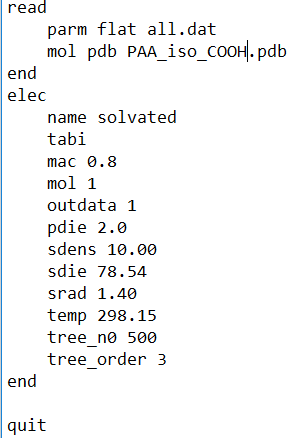 read
    parm flat all.dat
    mol pdb PAA_iso_COOH.pdb
end
elec
    name solvated
    tabi
    mac 0.8
    mol 1
    outdata 1
    pdie 2.0
    sdens 10.00
    sdie 78.54
    srad 1.40
    temp 298.15
    tree_n0 500
    tree_order 3
end

quit